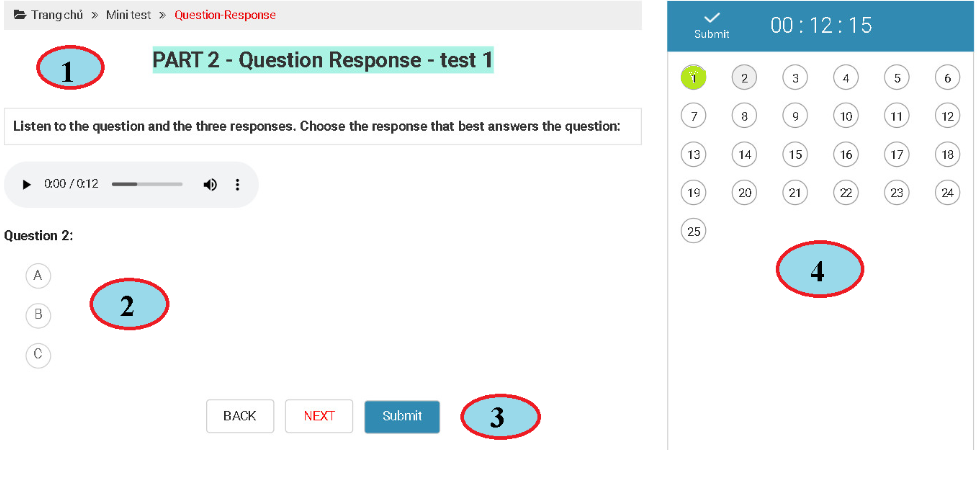 Trang chủ » Mini test » Question-Response
1
PART 2 - Question Response - test 1
Listen to the question and the three responses. Choose the response that best answers the question:
0:00 / 0:12
Question 2:
A
B
C
2
BACK NEXT Submit
3
Submit
00 : 12 : 15
1 2 3 4 5 6
7 8 9 10 11 12
13 14 15 16 17 18
19 20 21 22 23 24
25
4